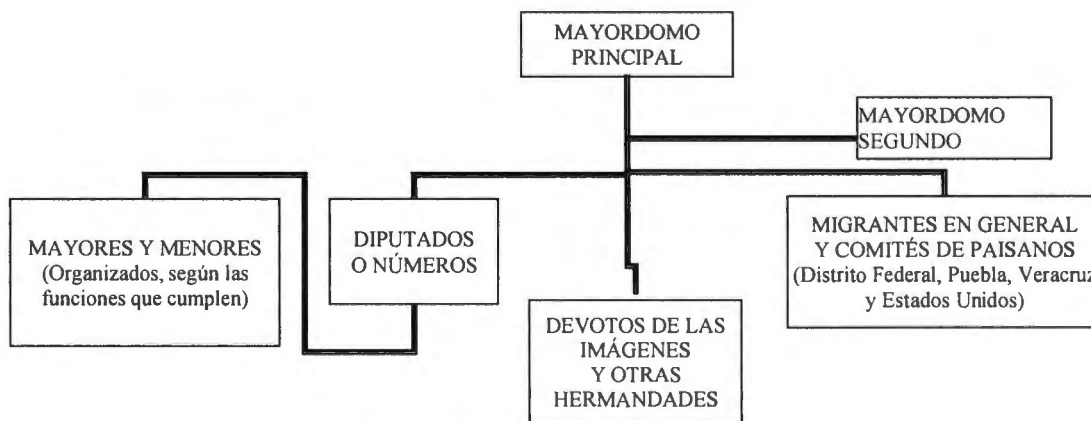 MAYORDOMO
PRINCIPAL
MAYORDOMO
SEGUNDO
MAYORES Y MENORES
(Organizados, según las
funciones que cumplen)
DIPUTADOS
O NÚMEROS
MIGRANTES EN GENERAL
Y COMITÉS DE PAISANOS
(Distrito Federal, Puebla, Veracruz
y Estados Unidos)
DEVOTOS DE LAS
IMÁGENES
Y OTRAS
HERMANDADES